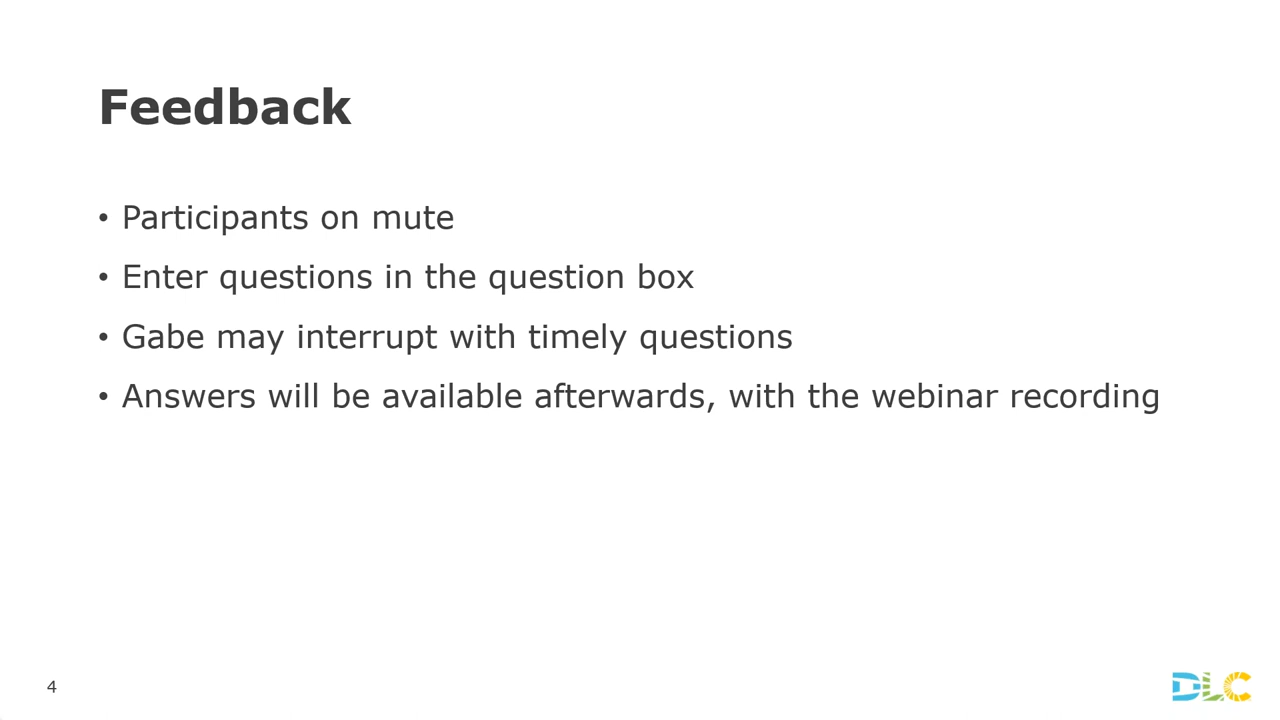 Feedback
• Participants on mute
• Enter questions in the question box
• Gabe may interrupt with timely questions
• Answers will be available afterwards, with the webinar recording
4
DLC